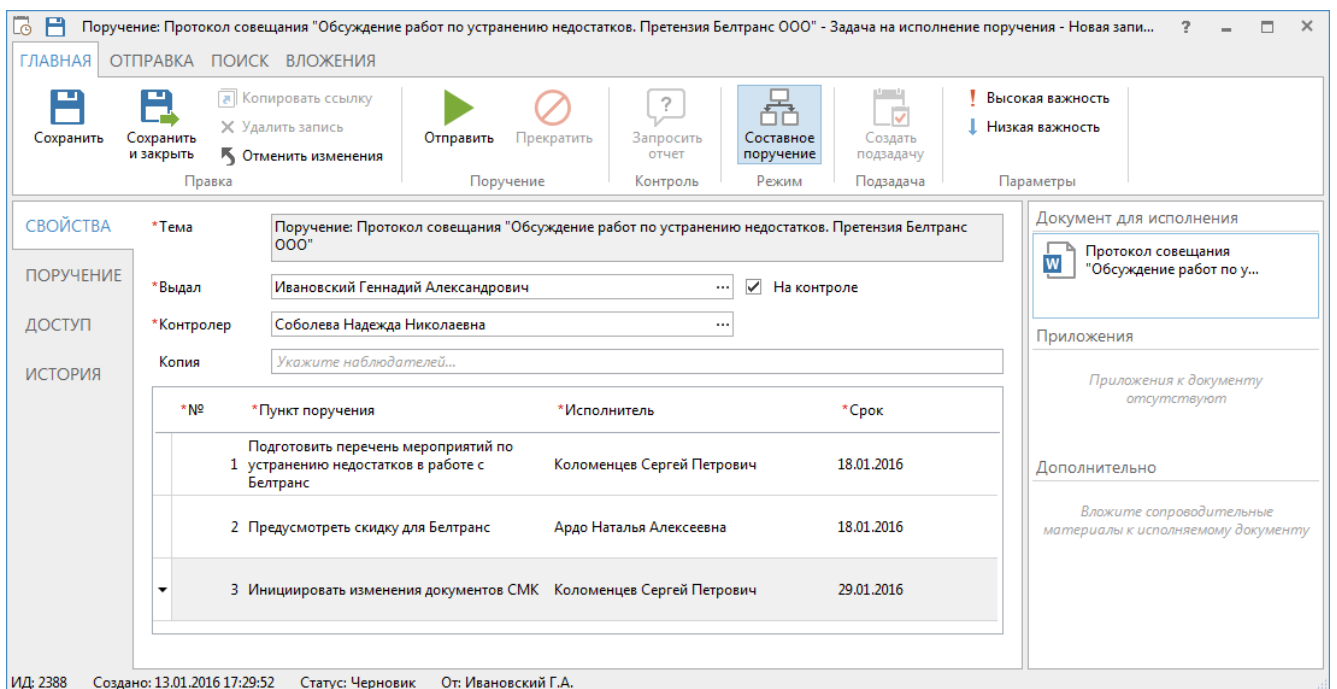 Поручение: Протокол совещания "Обсуждение работ по устранению недостатков. Претензия Белтранс ООО" - Задача на исполнение поручения - Новая запи...
ГЛАВНАЯ ОТПРАВКА ПОИСК ВЛОЖЕНИЯ
Сохранить
Сохранить
и закрыть
Копировать ссылку
Удалить запись
Отменить изменения
Правка
Отправить
Прекратить
Поручение
Запросить
отчет
Контроль
Составное
поручение
Режим
Создать
подзадачу
Подзадача
Высокая важность
Низкая важность
Параметры
СВОЙСТВА
ПОРУЧЕНИЕ
ДОСТУП
ИСТОРИЯ
*Тема
Поручение: Протокол совещания "Обсуждение работ по устранению недостатков. Претензия Белтранс
ООО"
*Выдал Ивановский Геннадий Александрович ... На контроле
*Контролер Соболева Надежда Николаевна ...
Копия Укажите наблюдателей...
*№ *Пункт поручения *Исполнитель *Срок
Подготовить перечень мероприятий по
1 устранению недостатков в работе с Коломенцев Сергей Петрович 18.01.2016
Белтранс
2 Предусмотреть скидку для Белтранс Ардо Наталья Алексеевна 18.01.2016
3 Инициировать изменения документов СМК Коломенцев Сергей Петрович 29.01.2016
Документ для исполнения
Протокол совещания
"Обсуждение работ по у...
Приложения
Приложения к документу
отсутствуют
Дополнительно
Вложите сопроводительные
материалы к исполняемому документу
ИД: 2388 Создано: 13.01.2016 17:29:52 Статус: Черновик От: Ивановский Г.А.